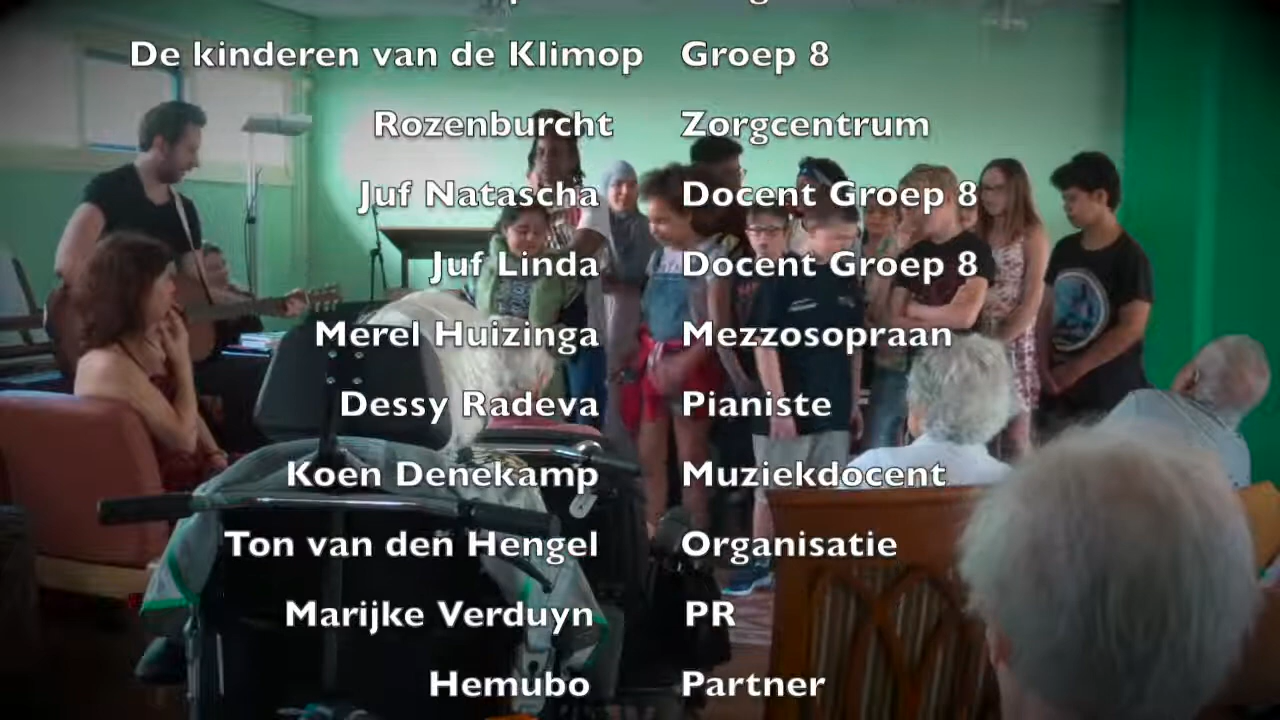 De kinderen van de Klimop Groep 8
Rozenburcht Zorgcentrum
Juf Natascha Docent Groep 8
Juf Linda Docent Groep 8
Merel Huizinga Mezzosopraan
Dessy Radeva Pianiste
Koen Denekamp Muziekdocent
Ton van den Hengel Organisatie
Marijke Verduyn PR
Hemubo Partner